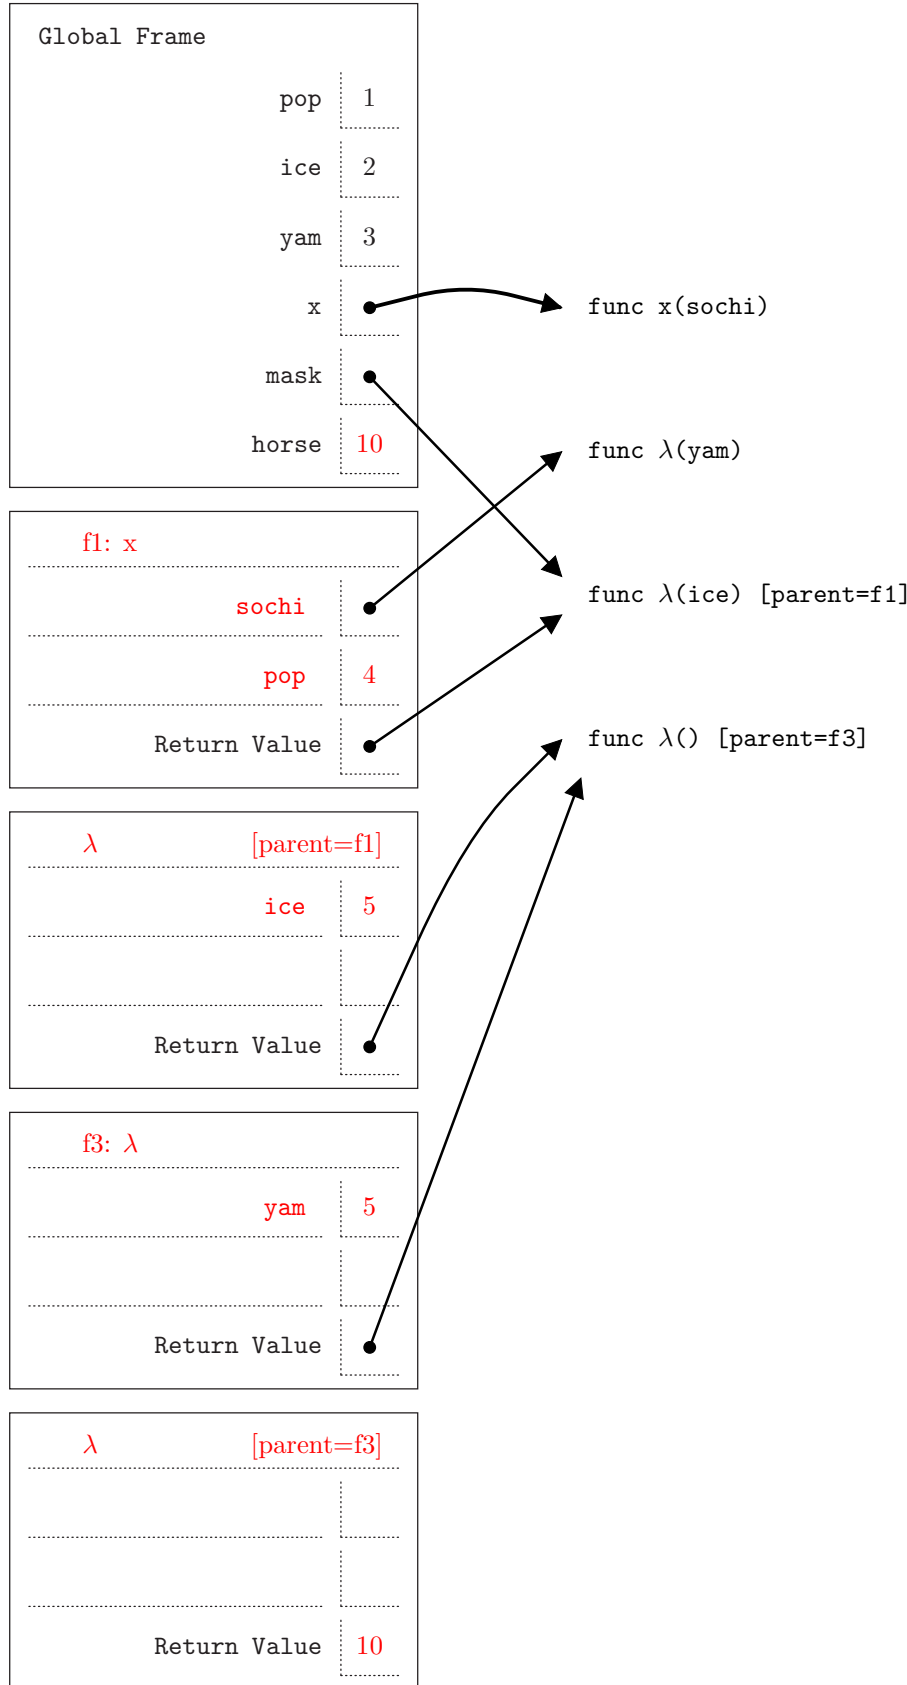 Global Frame
pop 1
ice 2
yam 3
x
func x(sochi)
mask
horse 10
func λ(yam)
f1: x
func λ(ice) [parent=f1]
sochi
pop 4
Return Value
func λ() [parent=f3]
λ [parent=f1]
ice 5
Return Value
f3: λ
yam 5
Return Value
λ [parent=f3]
Return Value 10